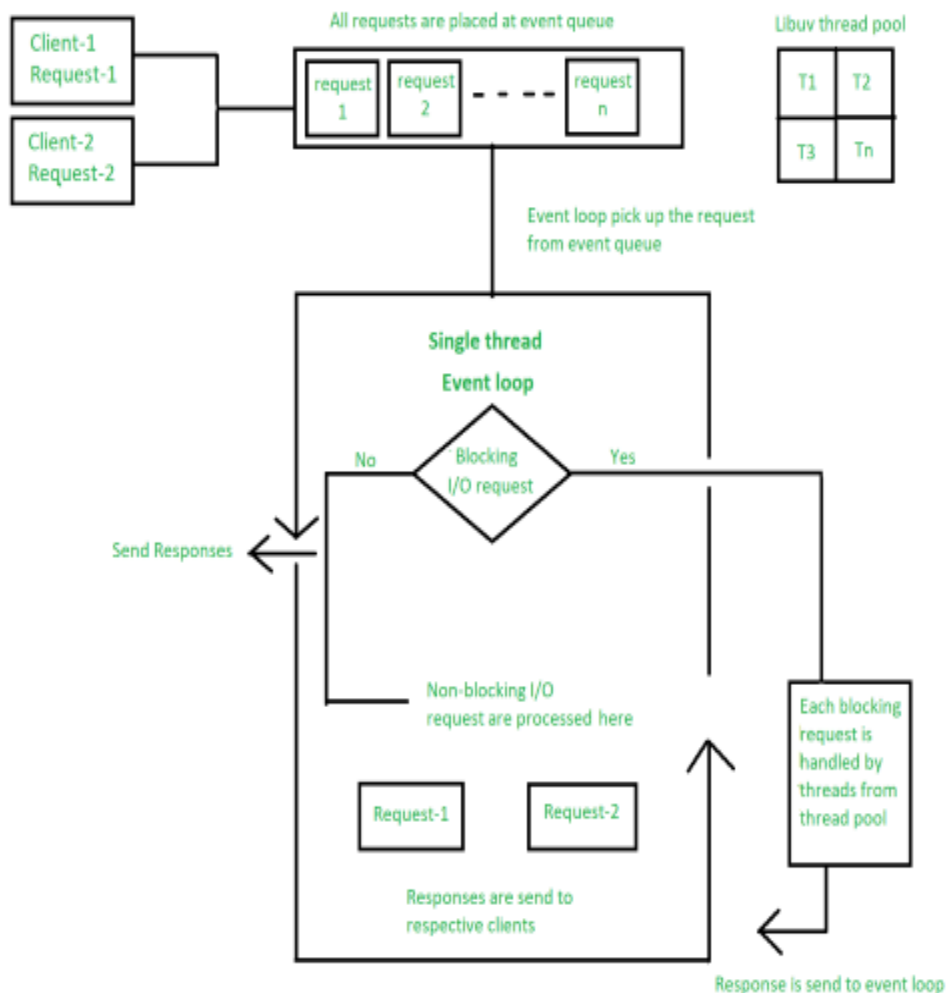 All requests are placed at event queue
Libuv thread pool
Client-1
Request-1
Client-2
Request-2
request
1
request
2
request
n
T1
T2
T3
Tn
Event loop pick up the request
from event queue
Single thread
Event loop
No
Blocking
I/O request
Yes
Send Responses
Non-blocking I/O
request are processed here
Each blocking
request is
handled by
threads from
thread pool
Request-1
Request-2
Responses are send to
respective clients
Response is send to event loop